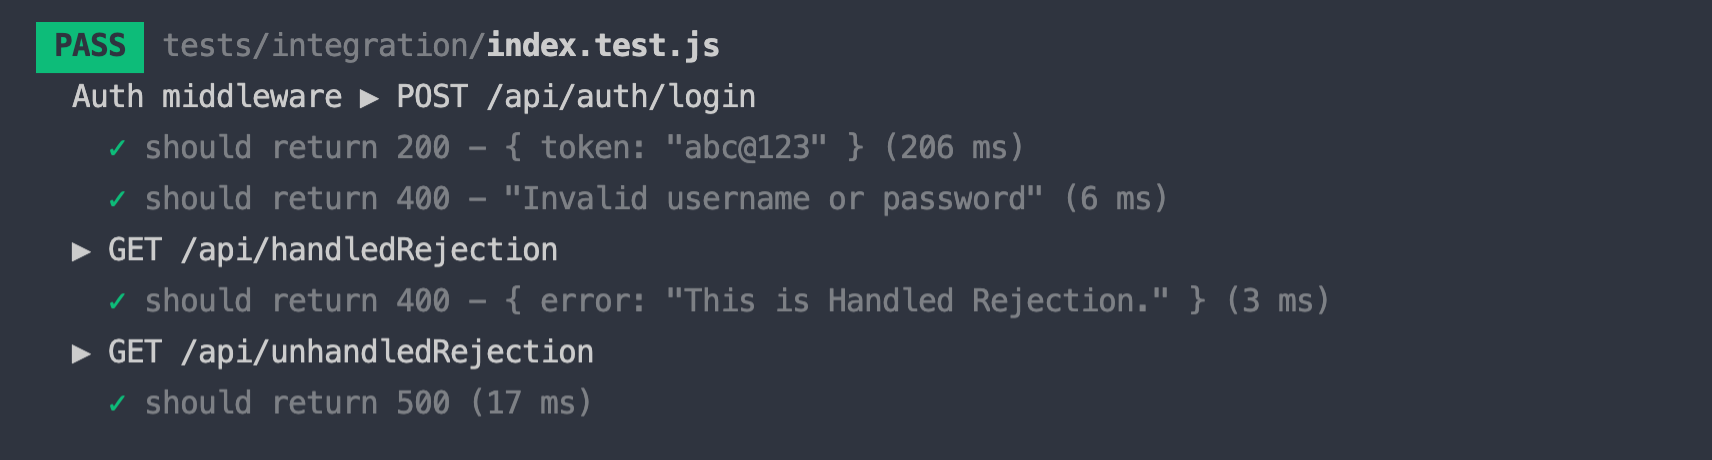 PASS tests/integration/index.test.js
Auth middleware ▶ POST /api/auth/login
✓ should return 200 – { token: "abc@123" } (206 ms)
✓ should return 400 – "Invalid username or password" (6 ms)
▶ GET /api/handledRejection
✓ should return 400 – { error: "This is Handled Rejection." } (3 ms)
▶ GET /api/unhandledRejection
✓ should return 500 (17 ms)